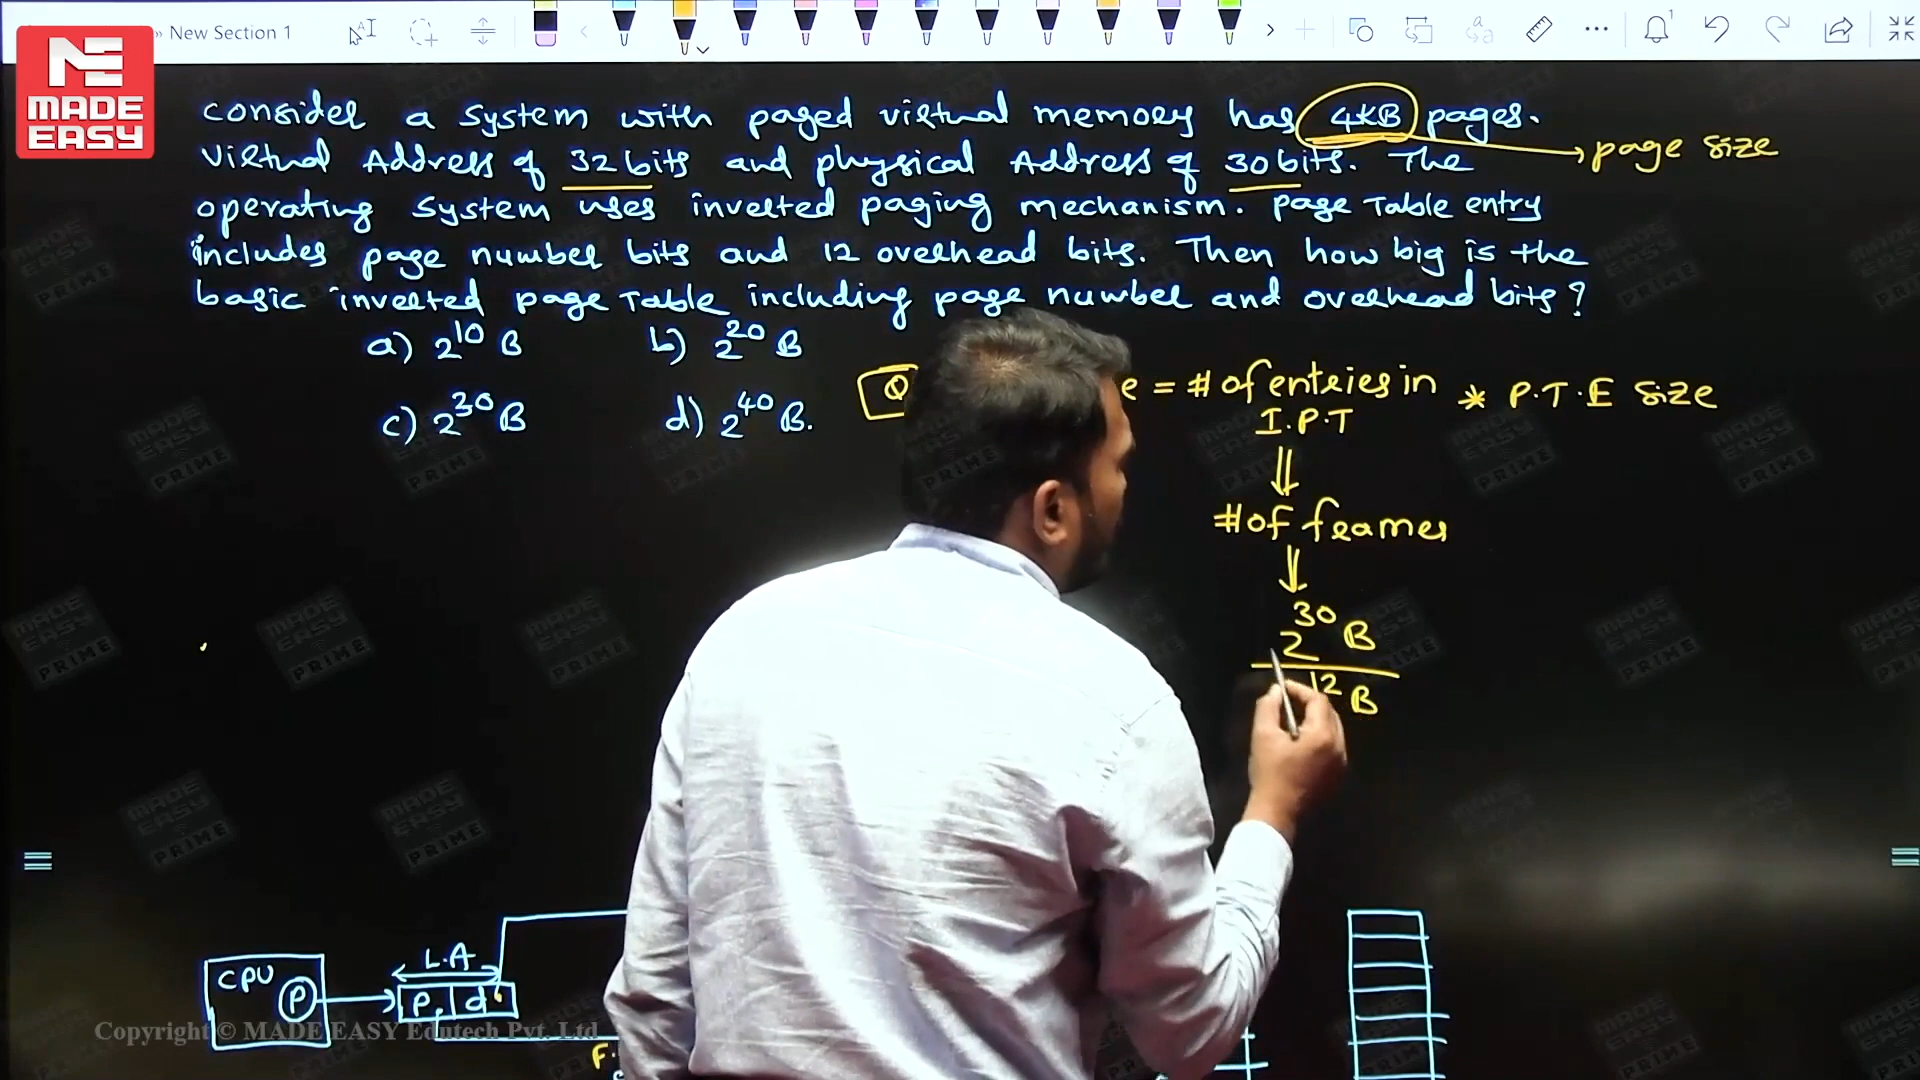 » New Section 1
MADE EASY
Consider a system with paged virtual memory has 4KB pages.
→ page size
Virtual Address of 32 bits and physical Address of 30 bits. The
operating system uses inverted paging mechanism. page Table entry
includes page number bits and 12 overhead bits. Then how big is the
basic inverted page Table including page number and overhead bits?
a) 2^10 B b) 2^20 B
c) 2^30 B d) 2^40 B.
e = # of entries in * P.T.E size
I.P.T
⇓
# of frames
⇓
2^30 B
12 B
CPU
P
L.A
P d
F.
Copyright © MADE EASY Edutech Pvt. Ltd
MADE EASY PRIME